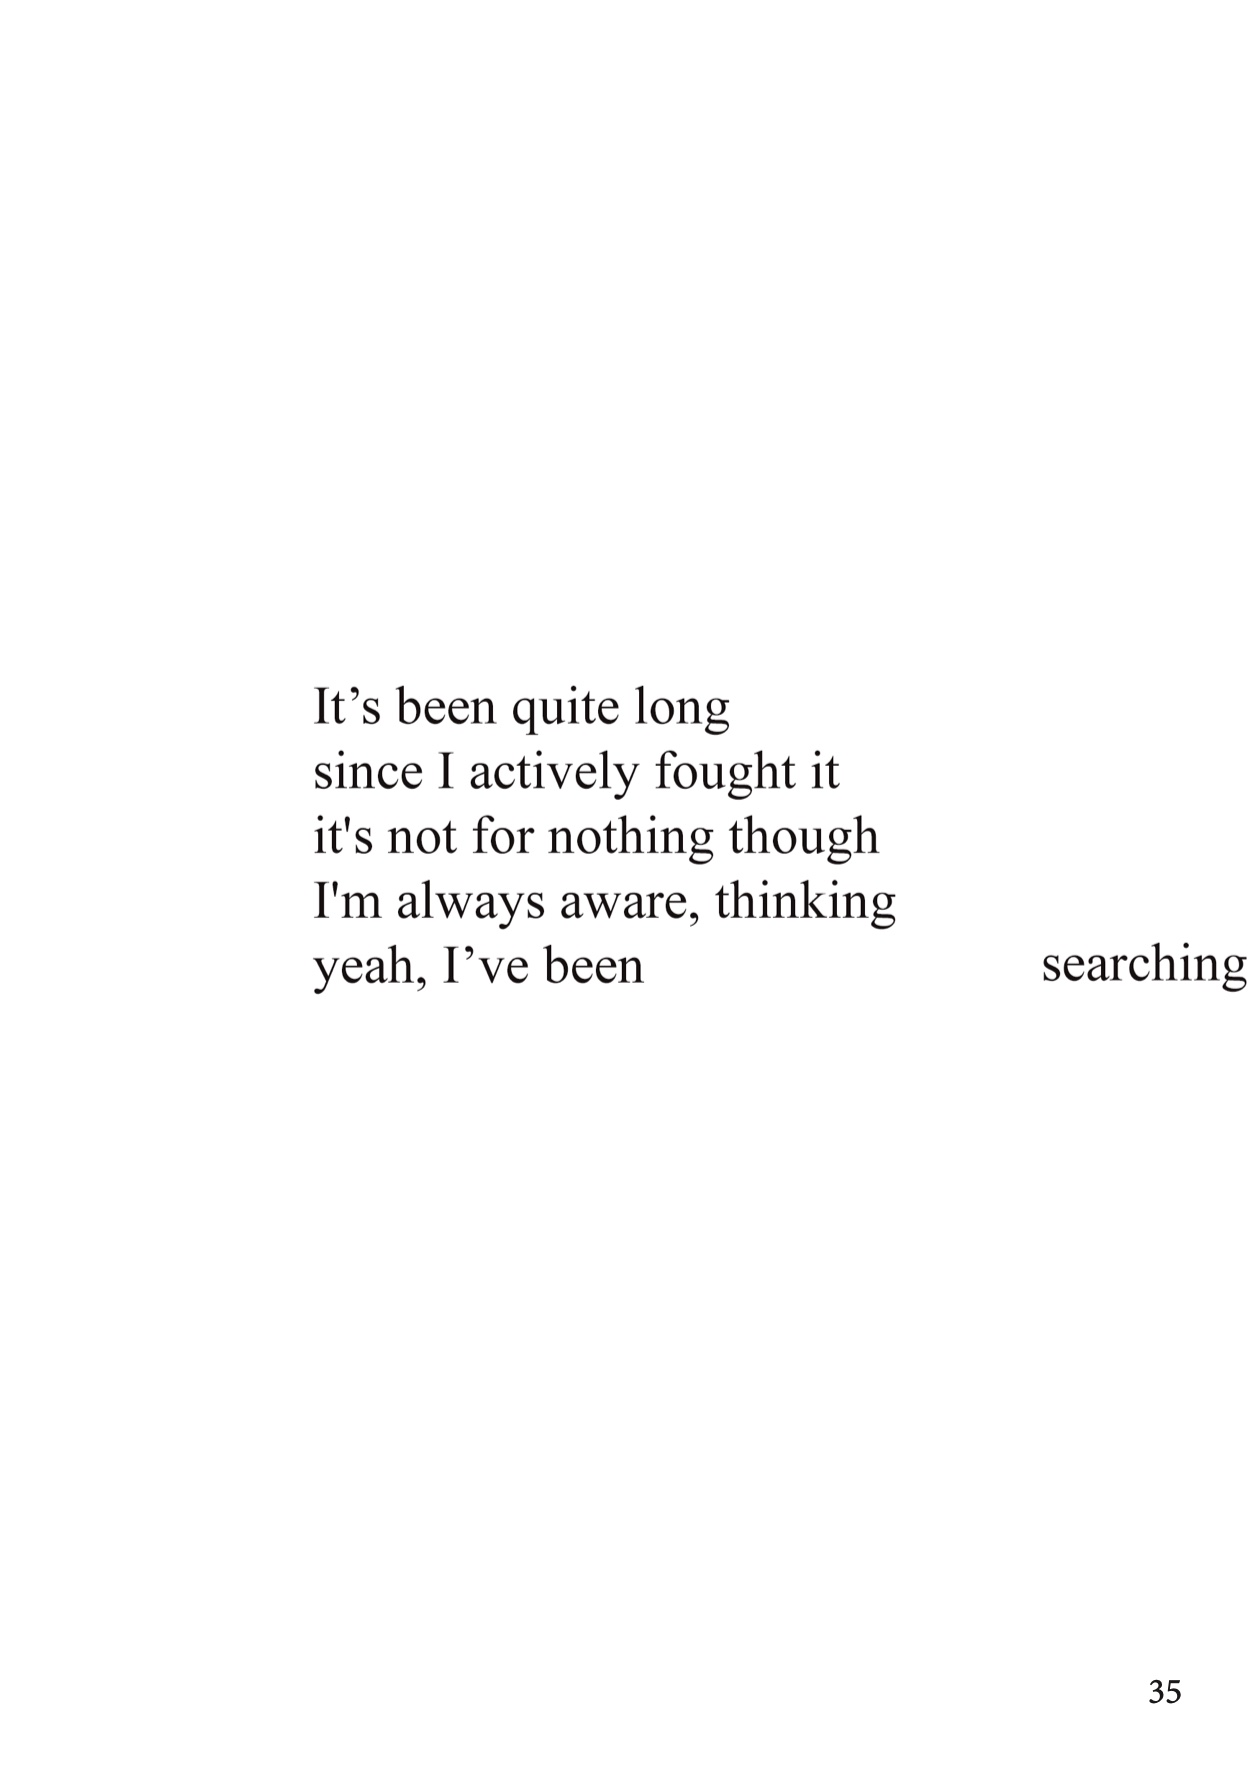 It’s been quite long
since I actively fought it
it's not for nothing though
I'm always aware, thinking
yeah, I’ve been searching
35